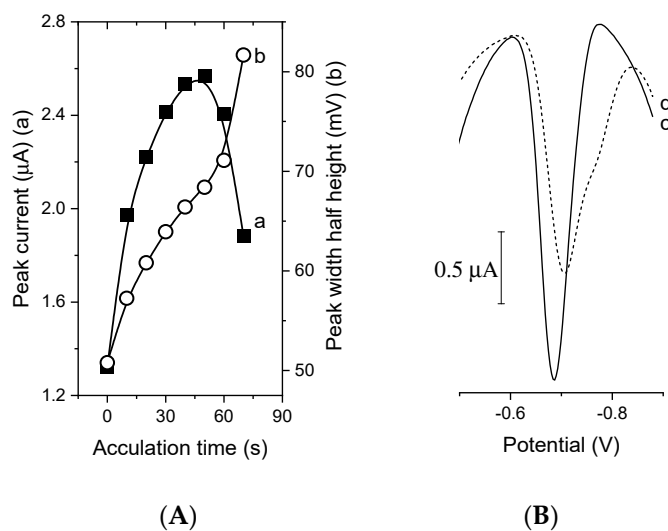 Peak current (μA) (a)
2.8
2.4
2.0
1.6
1.2
b
a
80
70
60
50
Peak width half height (mV) (b)
0 30 60 90
Acculation time (s)
(A)
0.5 μA
-0.6 -0.8
Potential (V)
(B)